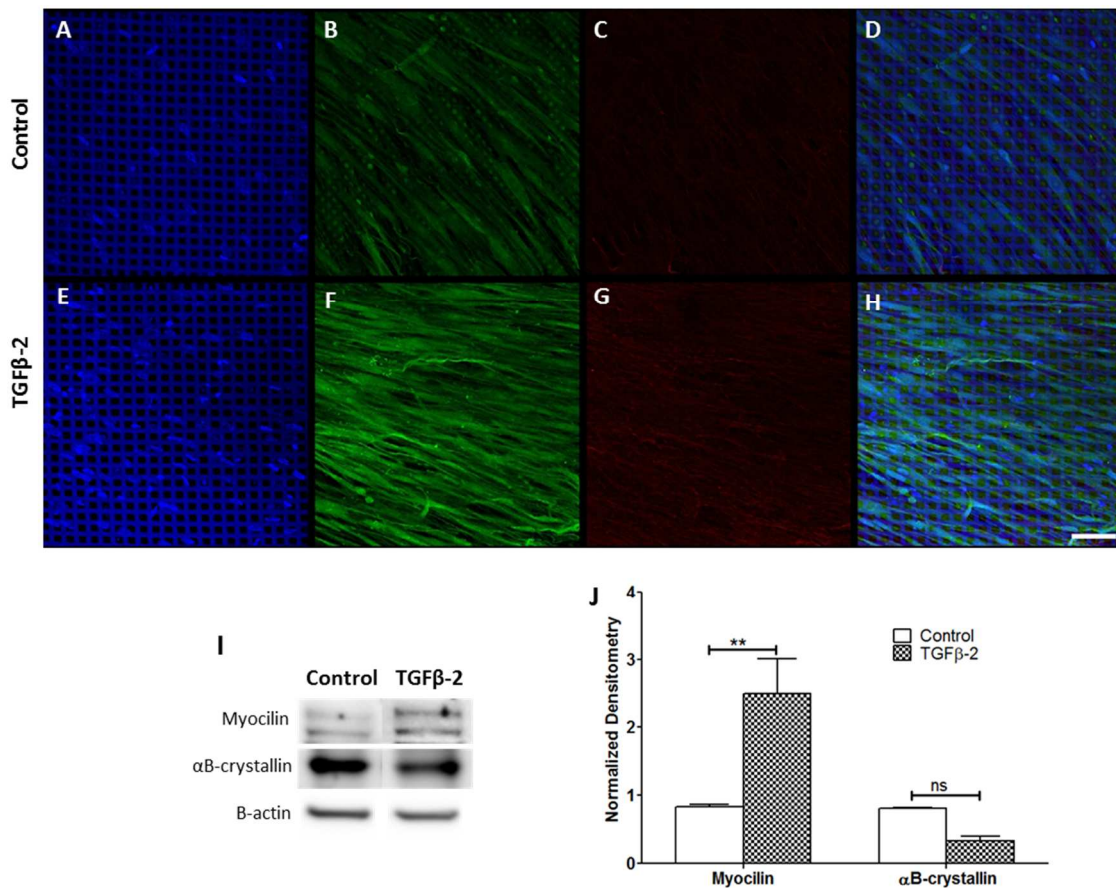 A
B
C
D
Control
E
F
G
H
TGFβ-2
I
Control TGFβ-2
Myocilin
αB-crystallin
B-actin
J
4
3
2
1
0
Normalized Densitometry
**
ns
Control
TGFβ-2
Myocilin
αB-crystallin